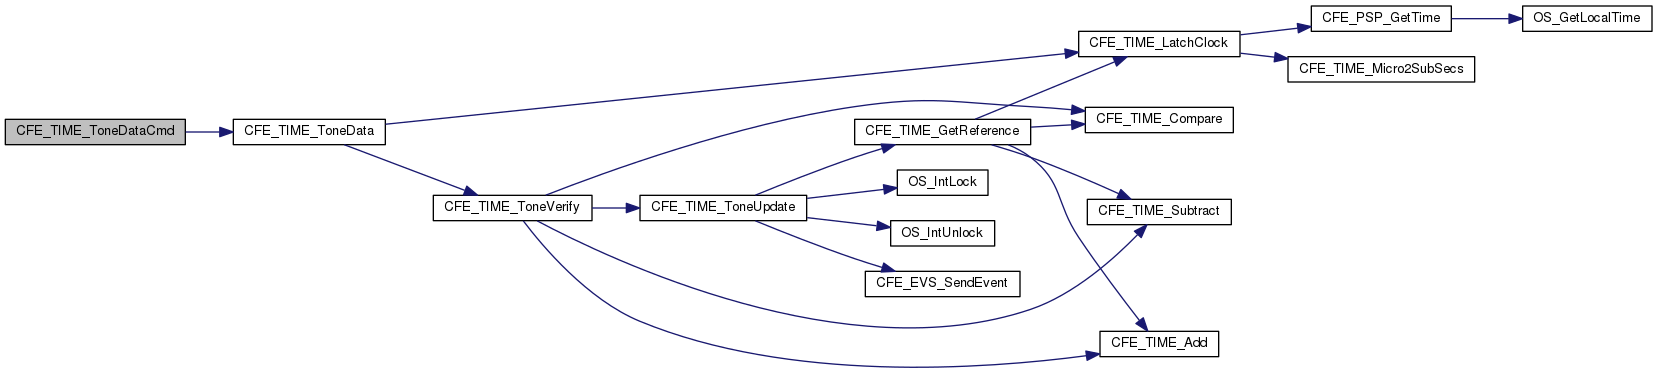 CFE_TIME_ToneDataCmd
CFE_TIME_ToneData
CFE_TIME_ToneVerify
CFE_TIME_ToneUpdate
CFE_TIME_GetReference
OS_IntLock
OS_IntUnlock
CFE_EVS_SendEvent
CFE_TIME_LatchClock
CFE_TIME_Compare
CFE_TIME_Subtract
CFE_TIME_Add
CFE_PSP_GetTime
CFE_TIME_Micro2SubSecs
OS_GetLocalTime